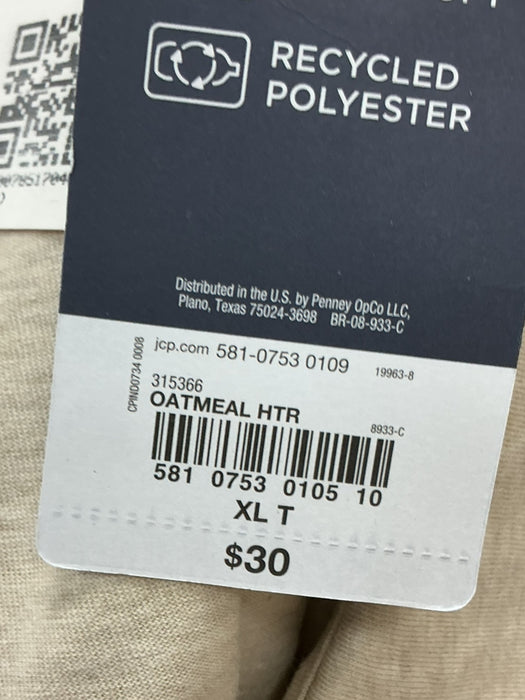 RECYCLED
POLYESTER
Distributed in the U.S. by Penney OpCo LLC,
Plano, Texas 75024-3698 BR-08-933-C
jcp.com 581-0753 0109 19963-8
CPIND0734 0008
315366
OATMEAL HTR
8933-C
581 0753 0105 10
XL T
$30